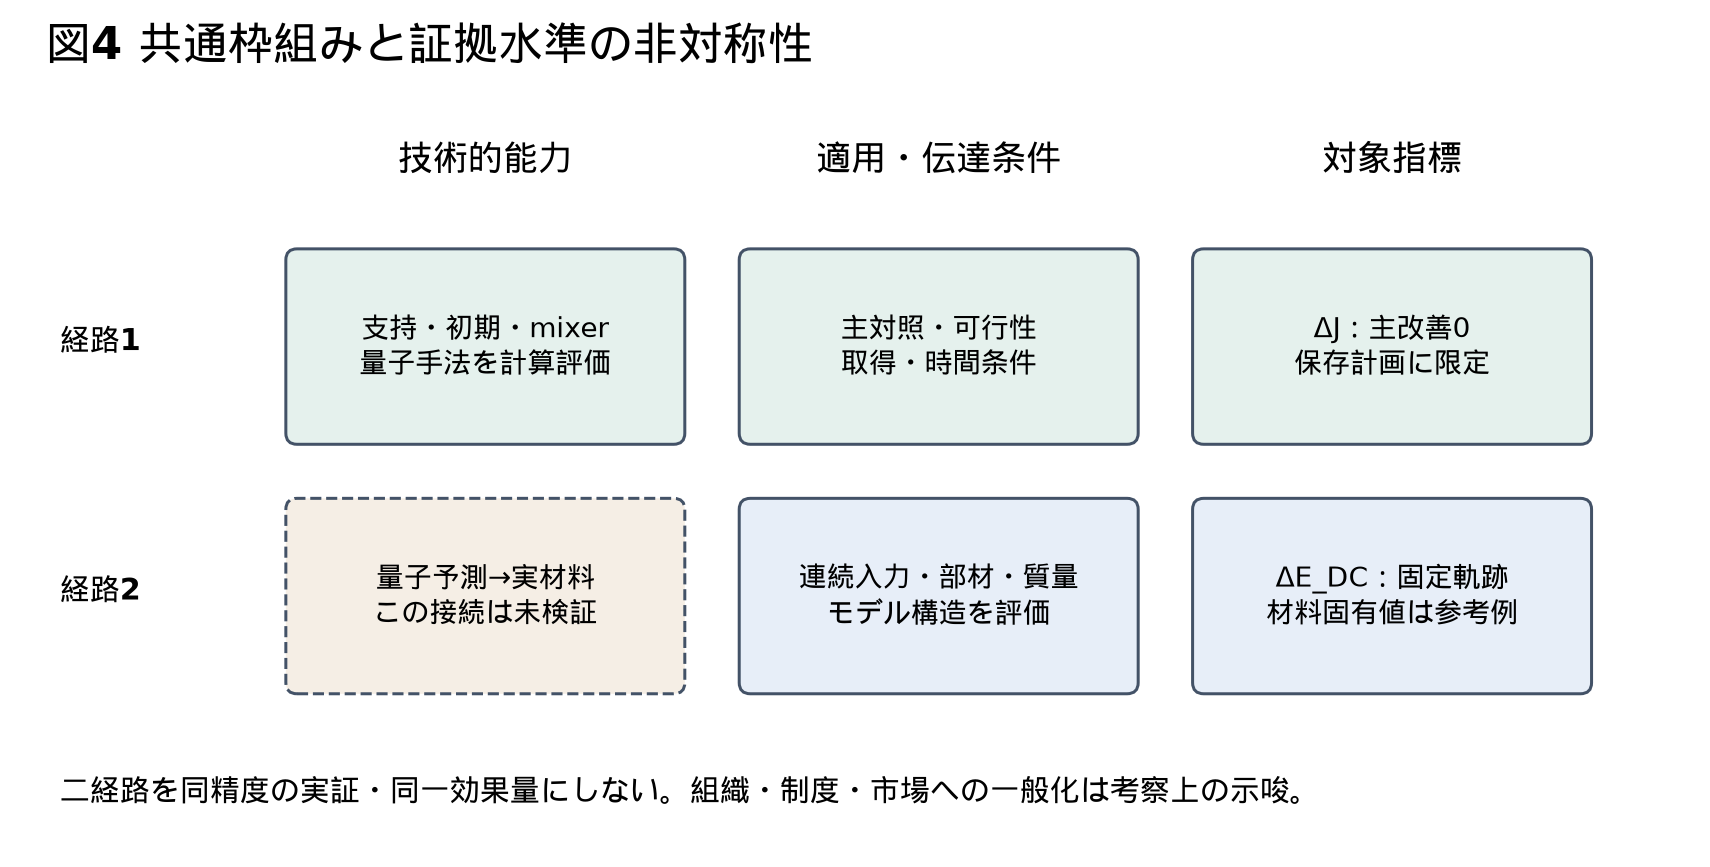 図4 共通枠組みと証拠水準の非対称性
技術的能力
適用・伝達条件
対象指標
経路1
支持・初期・mixer
量子手法を計算評価
主対照・可行性
取得・時間条件
ΔJ：主改善0
保存計画に限定
経路2
量子予測→実材料
この接続は未検証
連続入力・部材・質量
モデル構造を評価
ΔE_DC：固定軌跡
材料固有値は参考例
二経路を同精度の実証・同一効果量にしない。組織・制度・市場への一般化は考察上の示唆。